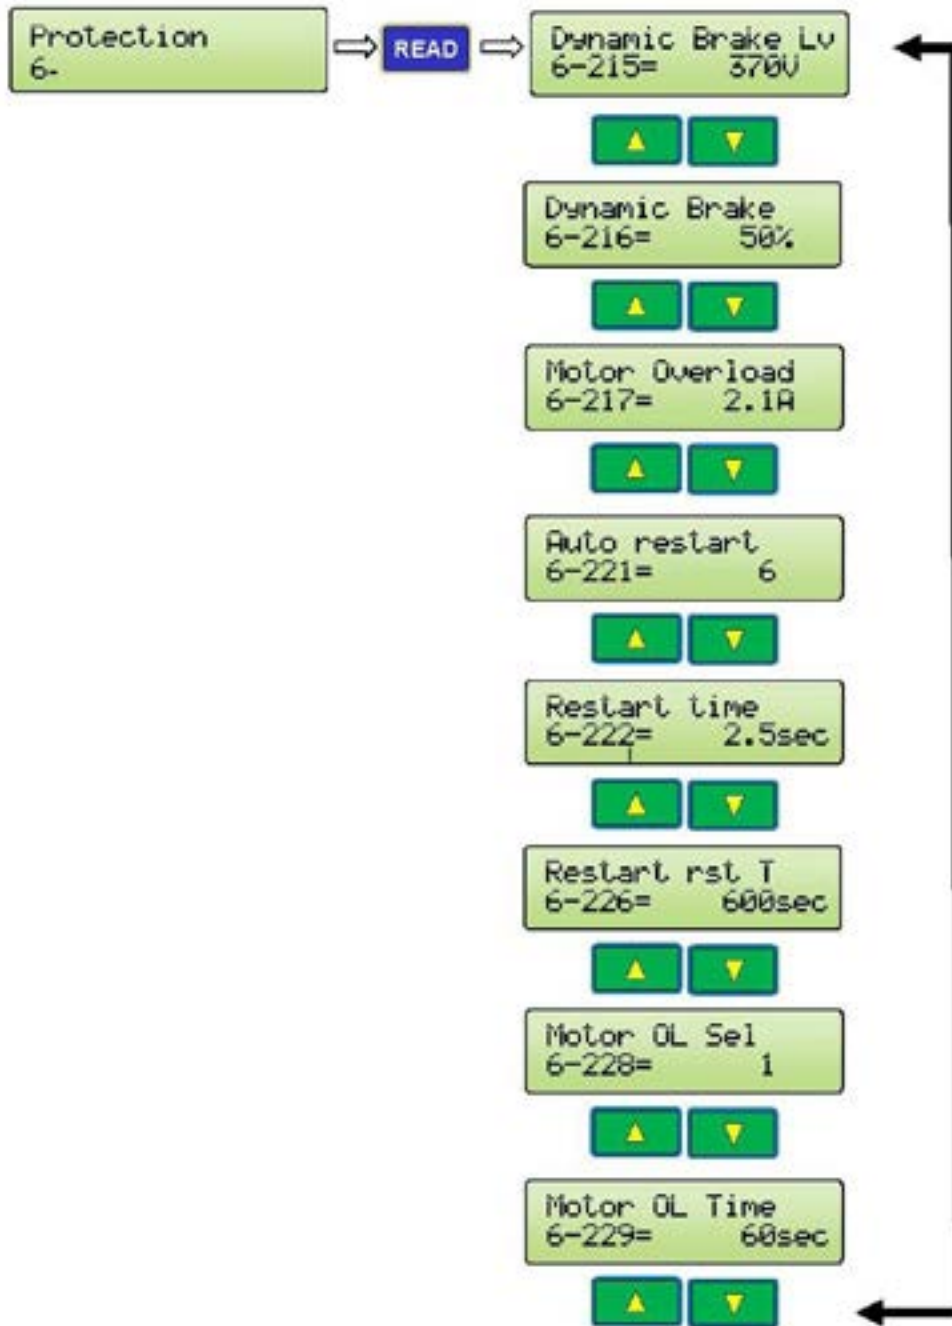 Protection
6-
READ
Dynamic Brake Lv
6-215= 370V
Dynamic Brake
6-216= 50%
Motor Overload
6-217= 2.1A
Auto restart
6-221= 6
Restart time
6-222= 2.5sec
Restart rst T
6-226= 600sec
Motor OL Sel
6-228= 1
Motor OL Time
6-229= 60sec